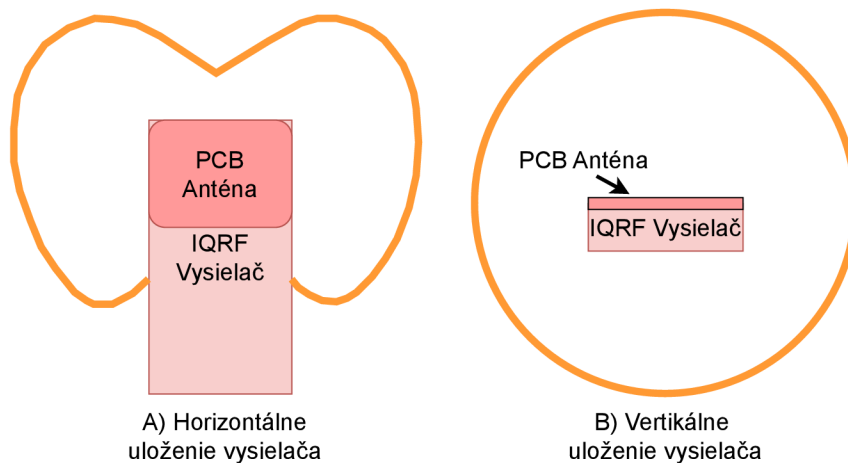 PCB
Anténa
IQRF
Vysielač
A) Horizontálne
uloženie vysielača
PCB Anténa
IQRF Vysielač
B) Vertikálne
uloženie vysielača